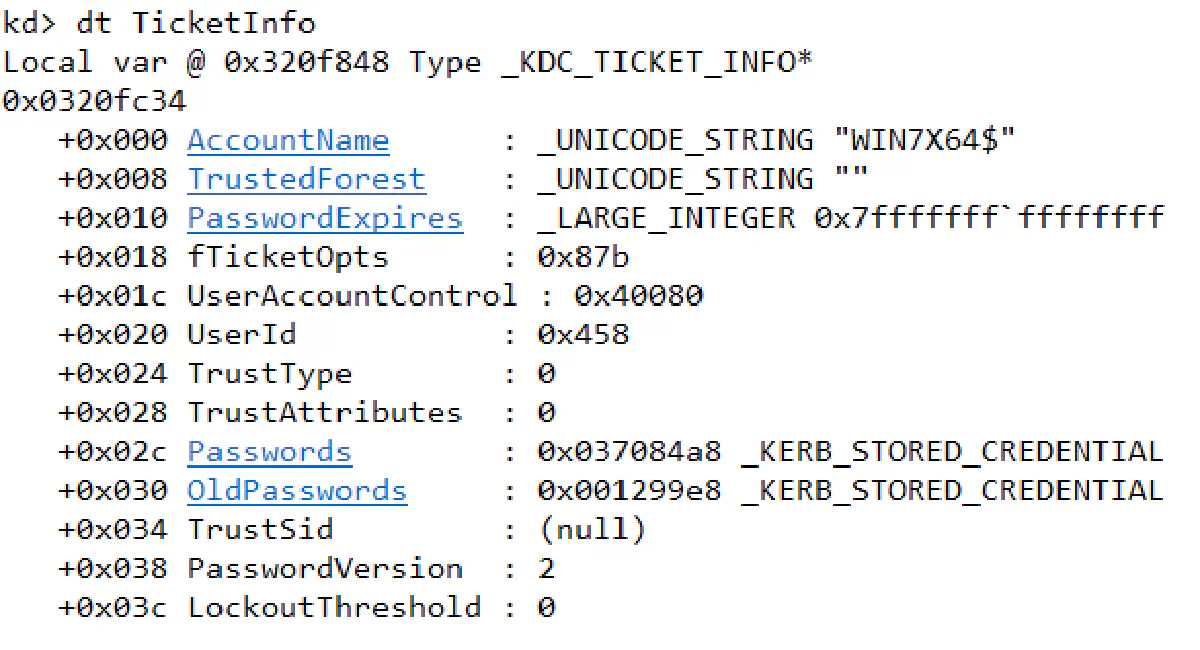 kd> dt TicketInfo
Local var @ 0x320f848 Type _KDC_TICKET_INFO*
0x0320fc34
   +0x000 AccountName      : _UNICODE_STRING "WIN7X64$"
   +0x008 TrustedForest    : _UNICODE_STRING ""
   +0x010 PasswordExpires  : _LARGE_INTEGER 0x7fffffff`ffffffff
   +0x018 fTicketOpts      : 0x87b
   +0x01c UserAccountControl : 0x40080
   +0x020 UserId           : 0x458
   +0x024 TrustType        : 0
   +0x028 TrustAttributes  : 0
   +0x02c Passwords        : 0x037084a8 _KERB_STORED_CREDENTIAL
   +0x030 OldPasswords     : 0x001299e8 _KERB_STORED_CREDENTIAL
   +0x034 TrustSid         : (null)
   +0x038 PasswordVersion  : 2
   +0x03c LockoutThreshold : 0